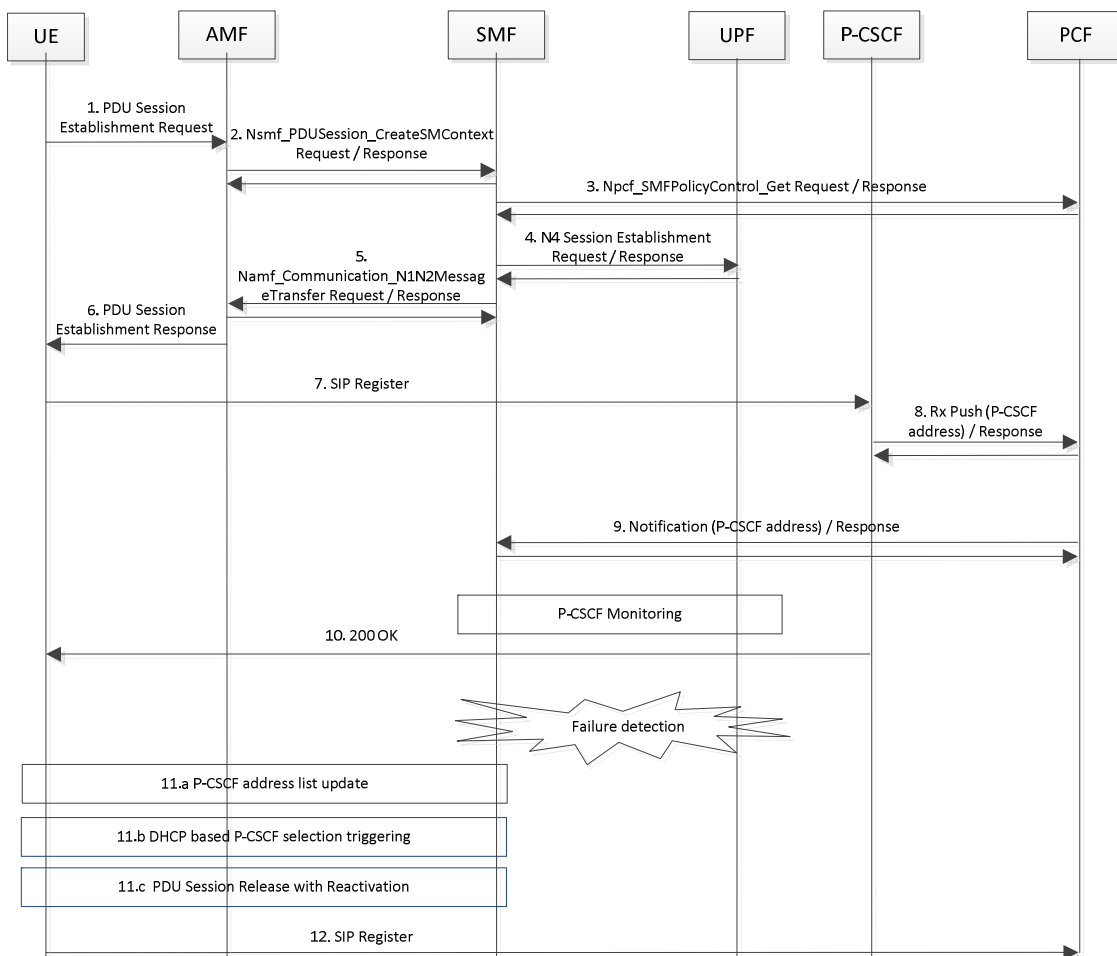 UE
AMF
SMF
UPF
P-CSCF
PCF
1. PDU Session
Establishment Request
2. Nsmf_PDUSession_CreateSMContext
Request / Response
3. Npcf_SMFPolicyControl_Get Request / Response
4. N4 Session Establishment
Request / Response
5.
Namf_Communication_N1N2Messag
eTransfer Request / Response
6. PDU Session
Establishment Response
7. SIP Register
8. Rx Push (P-CSCF
address) / Response
9. Notification (P-CSCF address) / Response
P-CSCF Monitoring
10. 200 OK
Failure detection
11.a P-CSCF address list update
11.b DHCP based P-CSCF selection triggering
11.c PDU Session Release with Reactivation
12. SIP Register